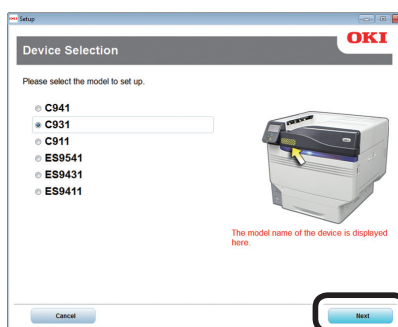 Setup
OKI
Device Selection
Please select the model to set up.
C941
C931
C911
ES9541
ES9431
ES9411
The model name of the device is displayed
here.
Cancel
Next